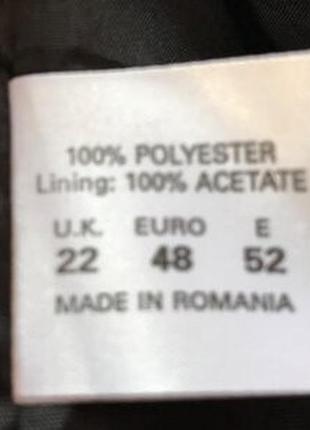 100% POLYESTER
Lining: 100% ACETATE
U.K. EURO E
22 48 52
MADE IN ROMANIA